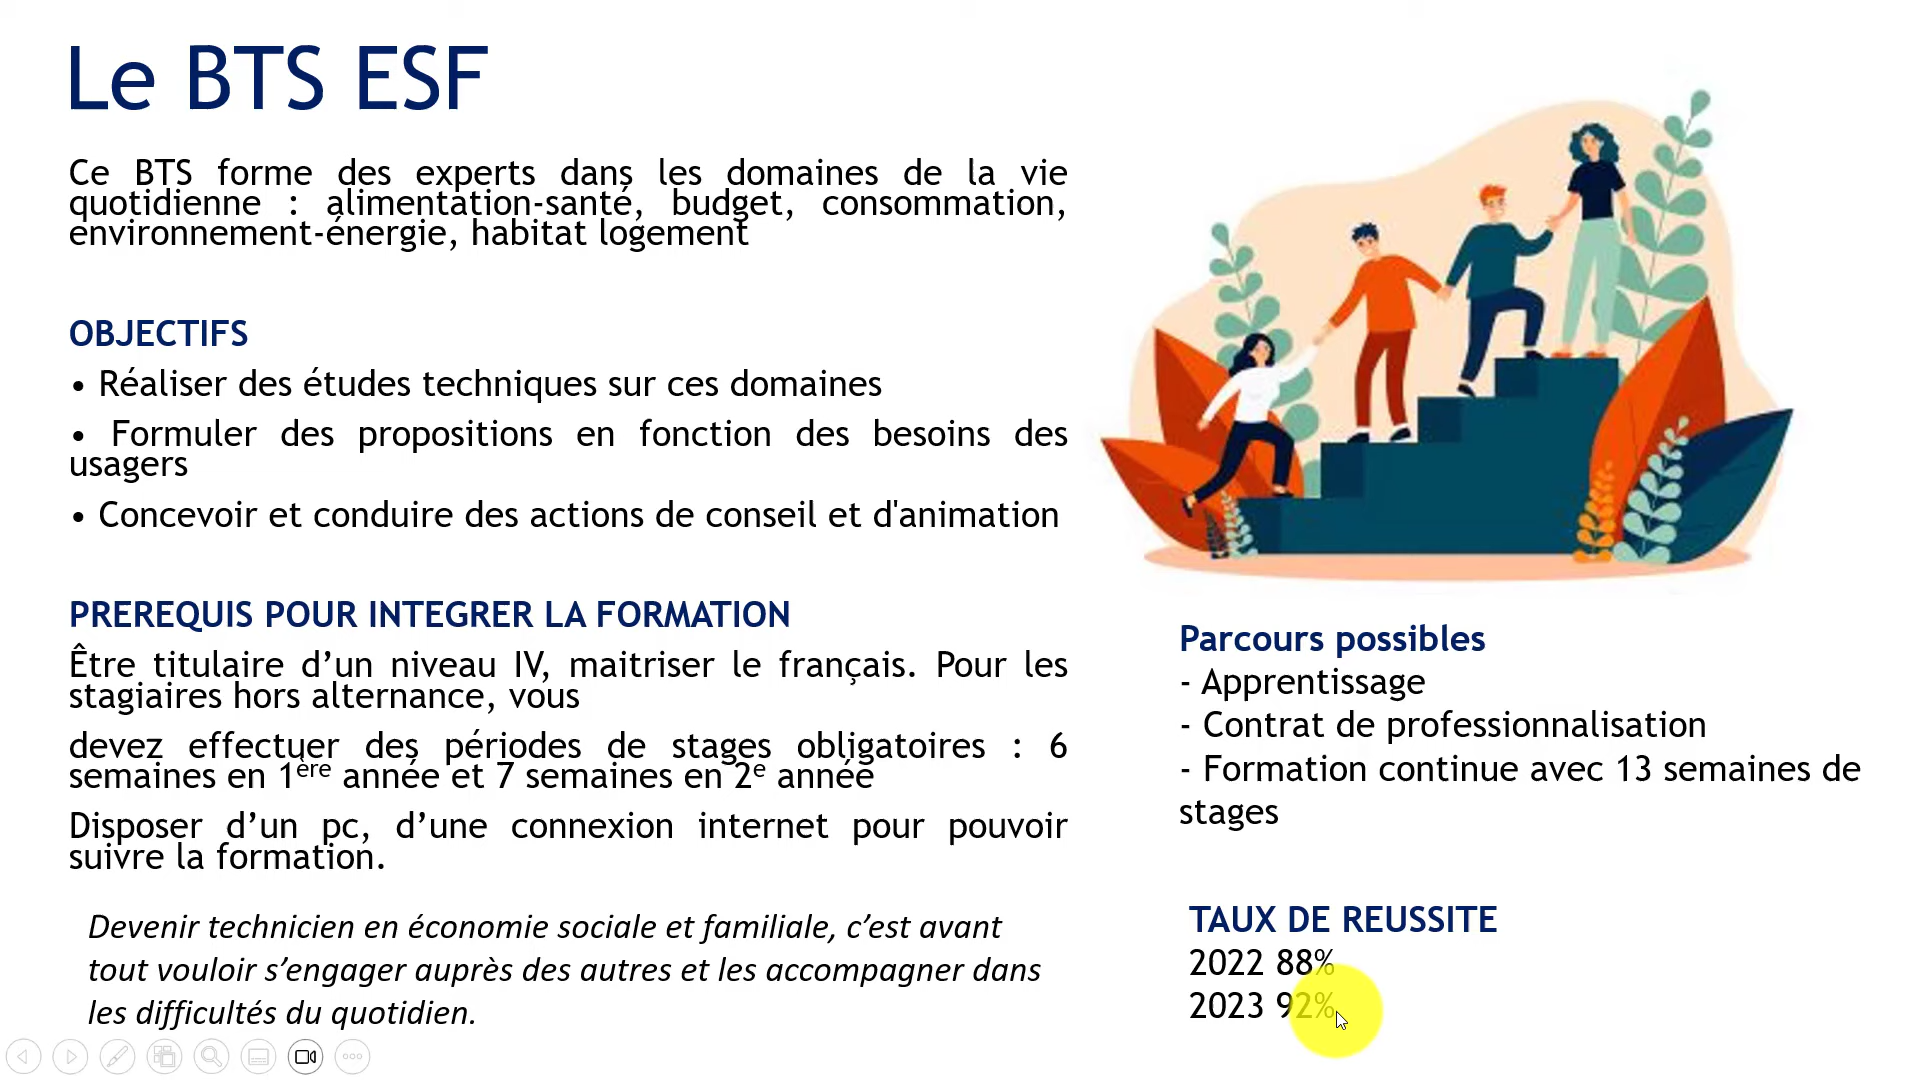 Le BTS ESF
Ce BTS forme des experts dans les domaines de la vie
quotidienne : alimentation-santé, budget, consommation,
environnement-énergie, habitat logement
OBJECTIFS
• Réaliser des études techniques sur ces domaines
• Formuler des propositions en fonction des besoins des
usagers
• Concevoir et conduire des actions de conseil et d'animation
PREREQUIS POUR INTEGRER LA FORMATION
Être titulaire d’un niveau IV, maitriser le français. Pour les
stagiaires hors alternance, vous
devez effectuer des périodes de stages obligatoires : 6
semaines en 1ère année et 7 semaines en 2e année
Disposer d’un pc, d’une connexion internet pour pouvoir
suivre la formation.
Devenir technicien en économie sociale et familiale, c’est avant
tout vouloir s’engager auprès des autres et les accompagner dans
les difficultés du quotidien.
Parcours possibles
- Apprentissage
- Contrat de professionnalisation
- Formation continue avec 13 semaines de
stages
TAUX DE REUSSITE
2022 88%
2023 92%